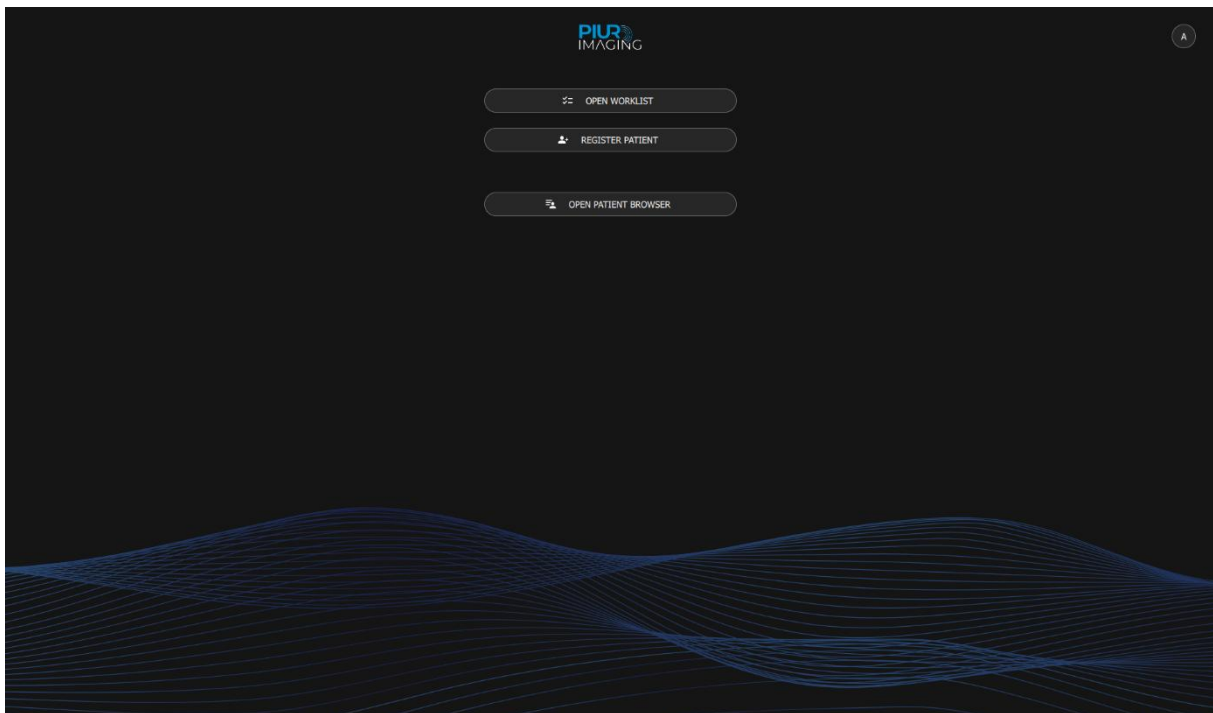 PIUR
IMAGING
A
OPEN WORKLIST
REGISTER PATIENT
OPEN PATIENT BROWSER